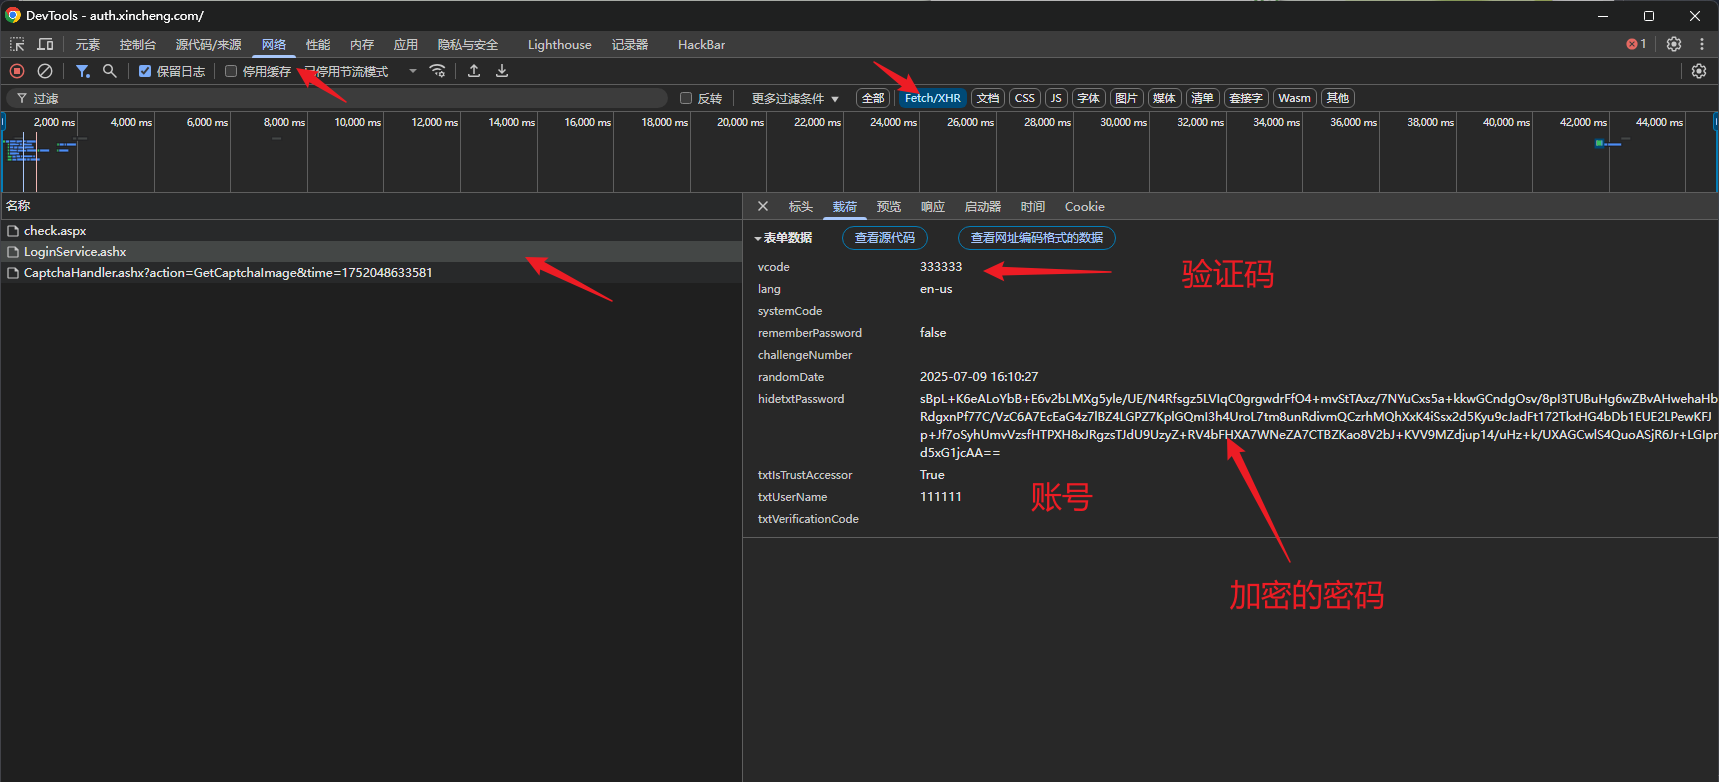 DevTools - auth.xincheng.com/
元素 控制台 源代码/来源 网络 性能 内存 应用 隐私与安全 Lighthouse 记录器 HackBar 1
保留日志 停用缓存 已停用节流模式
过滤 反转 更多过滤条件 全部 Fetch/XHR 文档 CSS JS 字体 图片 媒体 清单 套接字 Wasm 其他
2,000 ms 4,000 ms 6,000 ms 8,000 ms 10,000 ms 12,000 ms 14,000 ms 16,000 ms 18,000 ms 20,000 ms 22,000 ms 24,000 ms 26,000 ms 28,000 ms 30,000 ms 32,000 ms 34,000 ms 36,000 ms 38,000 ms 40,000 ms 42,000 ms 44,000 ms
名称
check.aspx
LoginService.ashx
CaptchaHandler.ashx?action=GetCaptchaImage&time=1752048633581
标头 载荷 预览 响应 启动器 时间 Cookie
表单数据 查看源代码 查看网址编码格式的数据
vcode 333333
验证码
lang en-us
systemCode
rememberPassword false
challengeNumber
randomDate 2025-07-09 16:10:27
hidetxtPassword sBpL+K6eALoYbB+E6v2bLMXg5yle/UE/N4Rfsgz5LVIqC0grgwdrFfO4+mvStTAxz/7NYuCxs5a+kkwGCndgOsv/8pI3TUBuHg6wZBvAHwehaHb
RdgxnPf77C/VzC6A7EcEaG4z7lBZ4LGPZ7KplGQmI3h4UroL7tm8unRdivmQCzrhMQhXxK4iSsx2d5Kyu9cJadFt172TkxHG4bDb1EUE2LPewKFJ
p+Jf7oSyhUmvVzsfHTPXH8xJRgzsTJdU9UzyZ+RV4bFHXA7WNeZA7CTBZKao8V2bJ+KVV9MZdjup14/uHz+k/UXAGCwlS4QuoASjR6Jr+LGIpr
d5xG1jcAA==
txtIsTrustAccessor True
txtUserName 111111
账号
txtVerificationCode
加密的密码